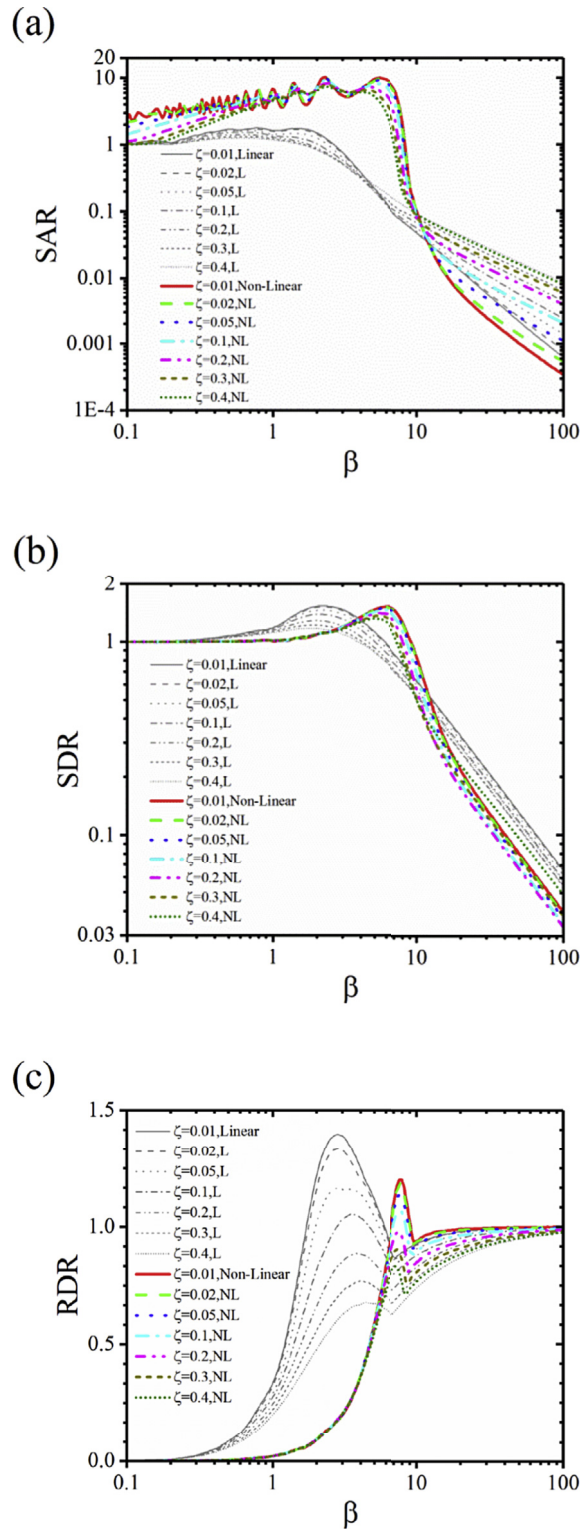 (a)
20
10
1
0.1
0.01
0.001
1E-4
SAR
ζ=0.01,Linear
ζ=0.02,L
ζ=0.05,L
ζ=0.1,L
ζ=0.2,L
ζ=0.3,L
ζ=0.4,L
ζ=0.01,Non-Linear
ζ=0.02,NL
ζ=0.05,NL
ζ=0.1,NL
ζ=0.2,NL
ζ=0.3,NL
ζ=0.4,NL
0.1 1 10 100
β
(b)
2
1
0.1
0.03
SDR
ζ=0.01,Linear
ζ=0.02,L
ζ=0.05,L
ζ=0.1,L
ζ=0.2,L
ζ=0.3,L
ζ=0.4,L
ζ=0.01,Non-Linear
ζ=0.02,NL
ζ=0.05,NL
ζ=0.1,NL
ζ=0.2,NL
ζ=0.3,NL
ζ=0.4,NL
0.1 1 10 100
β
(c)
1.5
1.0
0.5
0.0
RDR
ζ=0.01,Linear
ζ=0.02,L
ζ=0.05,L
ζ=0.1,L
ζ=0.2,L
ζ=0.3,L
ζ=0.4,L
ζ=0.01,Non-Linear
ζ=0.02,NL
ζ=0.05,NL
ζ=0.1,NL
ζ=0.2,NL
ζ=0.3,NL
ζ=0.4,NL
0.1 1 10 100
β